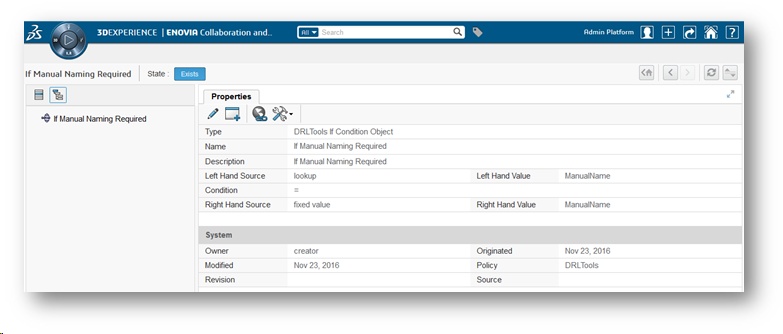 3DEXPERIENCE | ENOVIA Collaboration and.. All Search Admin Platform
If Manual Naming Required State : Exists
Properties
If Manual Naming Required
Type DRLTools If Condition Object
Name If Manual Naming Required
Description If Manual Naming Required
Left Hand Source lookup Left Hand Value ManualName
Condition =
Right Hand Source fixed value Right Hand Value ManualName
System
Owner creator Originated Nov 23, 2016
Modified Nov 23, 2016 Policy DRLTools
Revision Source